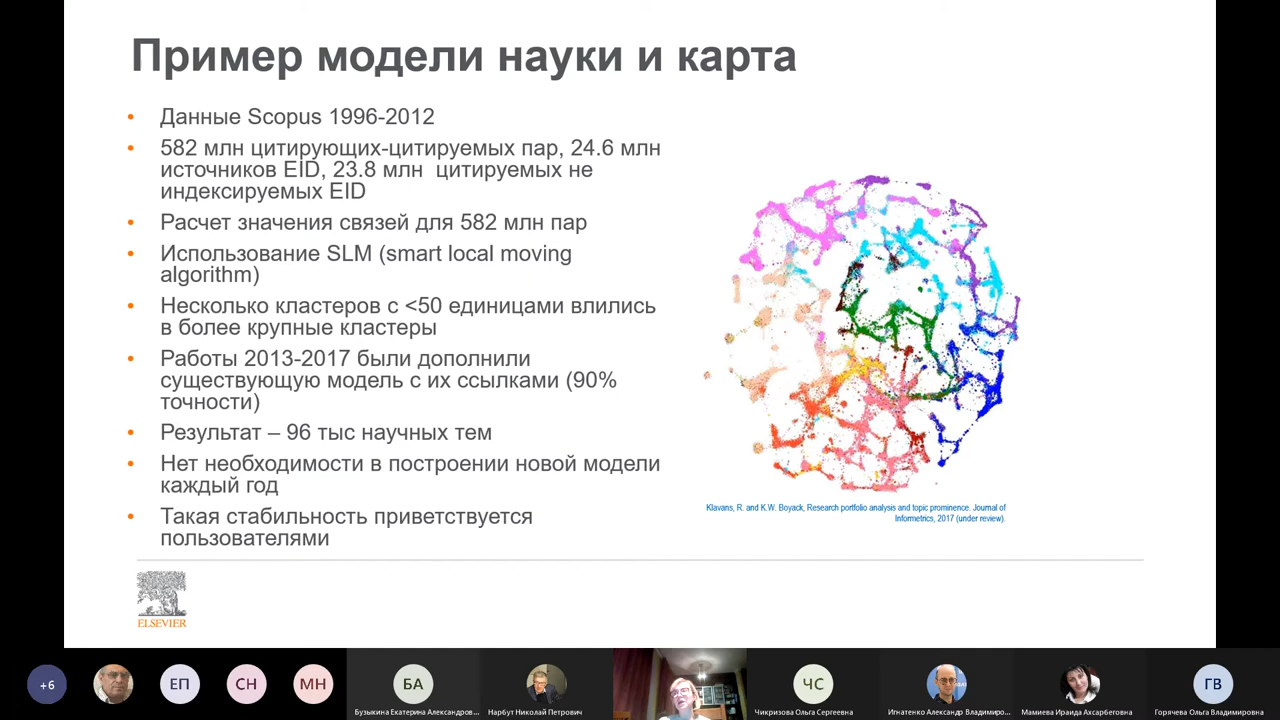 Пример модели науки и карта
• Данные Scopus 1996-2012
• 582 млн цитирующих-цитируемых пар, 24.6 млн
источников EID, 23.8 млн цитируемых не
индексируемых EID
• Расчет значения связей для 582 млн пар
• Использование SLM (smart local moving
algorithm)
• Несколько кластеров с <50 единицами влились
в более крупные кластеры
• Работы 2013-2017 были дополнили
существующую модель с их ссылками (90%
точности)
• Результат – 96 тыс научных тем
• Нет необходимости в построении новой модели
каждый год
• Такая стабильность приветствуется
пользователями
Klavans, R. and K.W. Boyack, Research portfolio analysis and topic prominence. Journal of
Informetrics, 2017 (under review).
ELSEVIER
+6
ЕП
СН
МН
БА
ЧС
ГВ
Бузыкина Екатерина Александров...
Нарбут Николай Петрович
Чикризова Ольга Сергеевна
Игнатенко Александр Владимиро...
Мамиева Ираида Ахсарбеговна
Горячева Ольга Владимировна